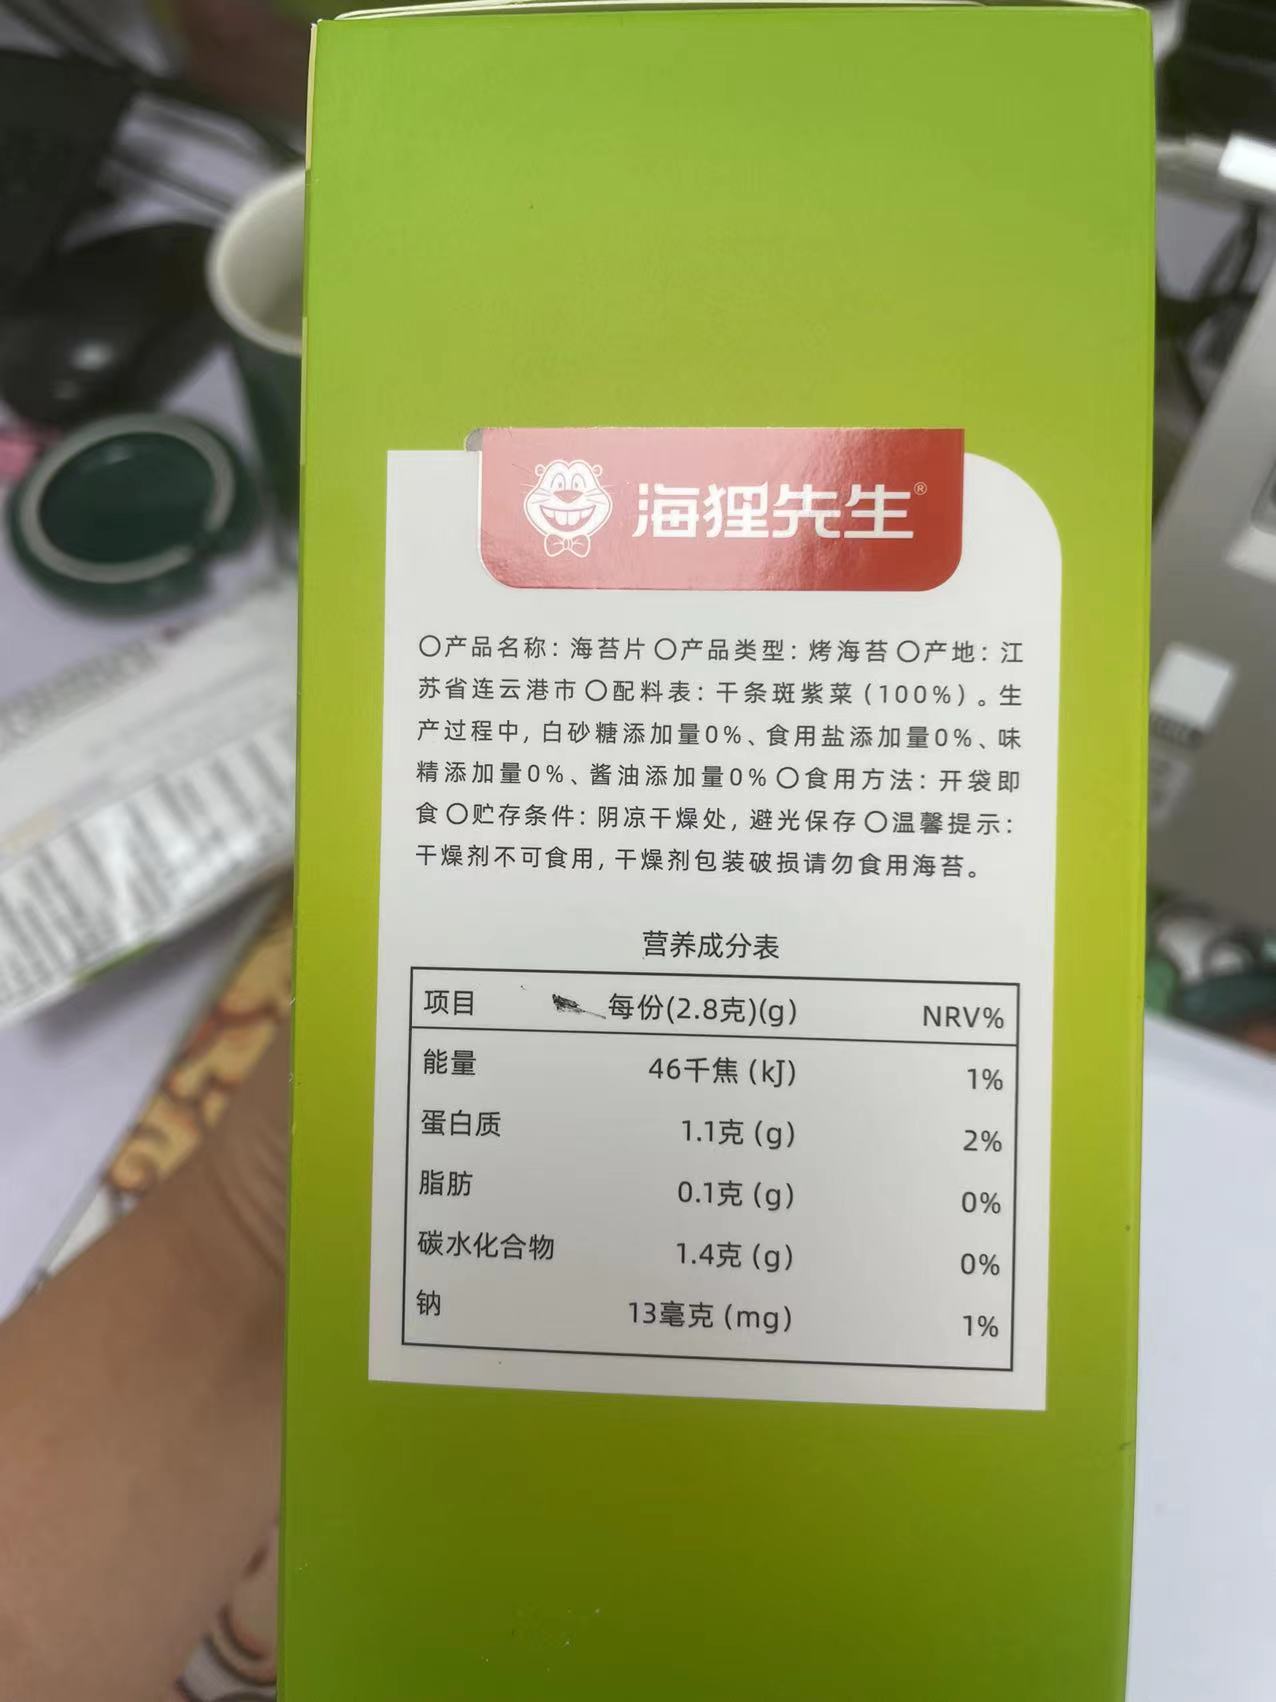 海狸先生®
〇产品名称：海苔片〇产品类型：烤海苔〇产地：江
苏省连云港市〇配料表：干条斑紫菜（100%）。生
产过程中，白砂糖添加量0%、食用盐添加量0%、味
精添加量0%、酱油添加量0%〇食用方法：开袋即
食〇贮存条件：阴凉干燥处，避光保存〇温馨提示：
干燥剂不可食用，干燥剂包装破损请勿食用海苔。
营养成分表
项目 每份(2.8克)(g) NRV%
能量 46千焦 (kJ) 1%
蛋白质 1.1克 (g) 2%
脂肪 0.1克 (g) 0%
碳水化合物 1.4克 (g) 0%
钠 13毫克 (mg) 1%